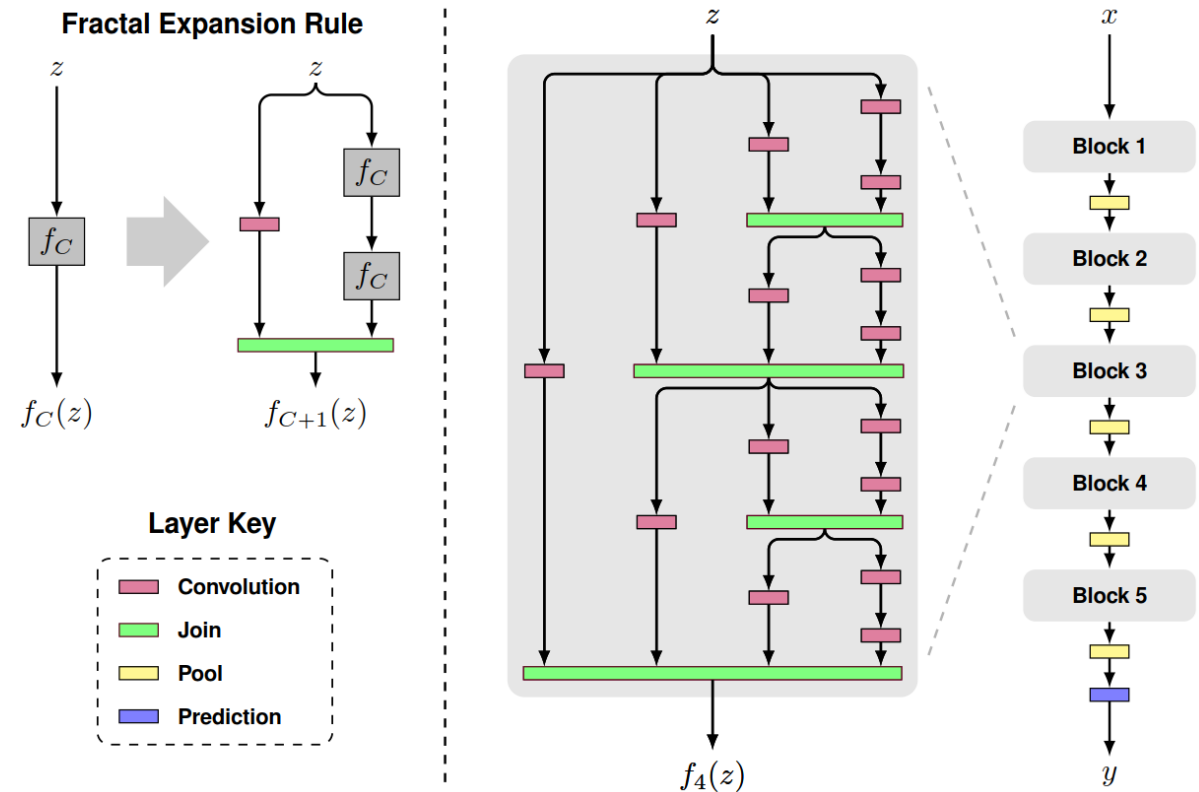 Fractal Expansion Rule
z
f_C
f_C(z)
z
f_C
f_C
f_{C+1}(z)
Layer Key
Convolution
Join
Pool
Prediction
z
f_4(z)
x
Block 1
Block 2
Block 3
Block 4
Block 5
y